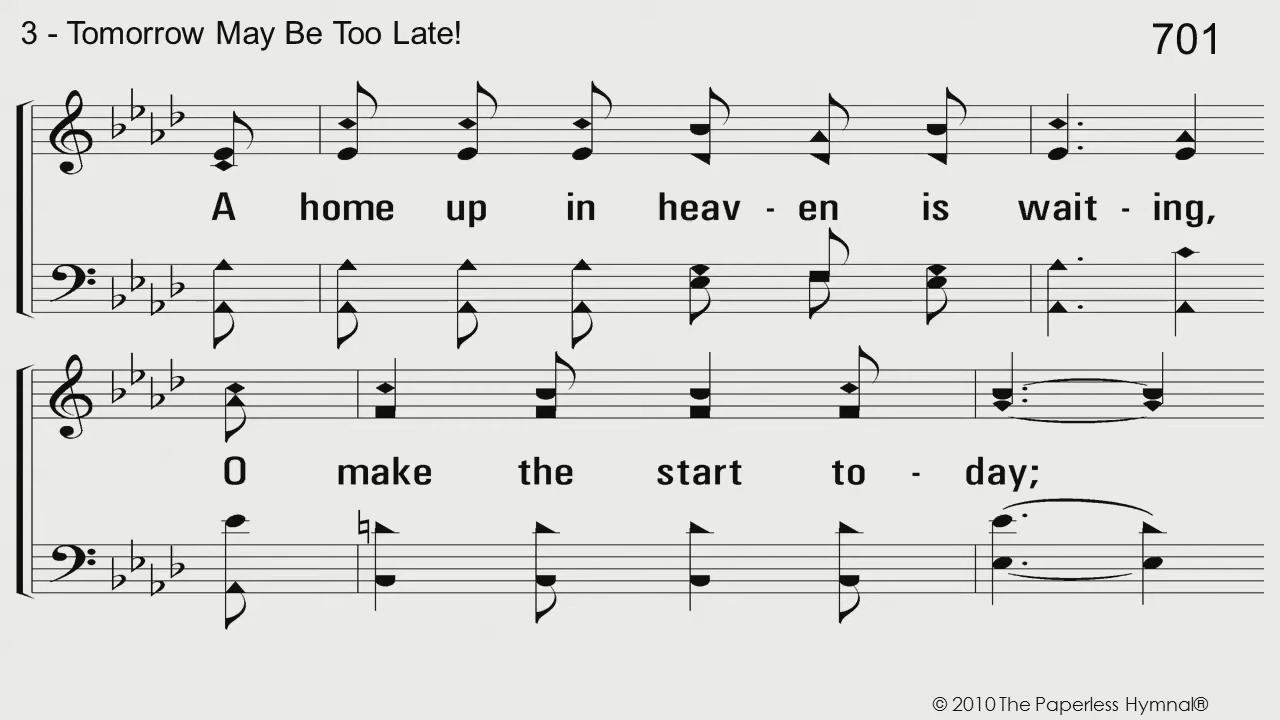 3 - Tomorrow May Be Too Late!
701
A home up in heav - en is wait - ing,
O make the start to - day;
© 2010 The Paperless Hymnal®